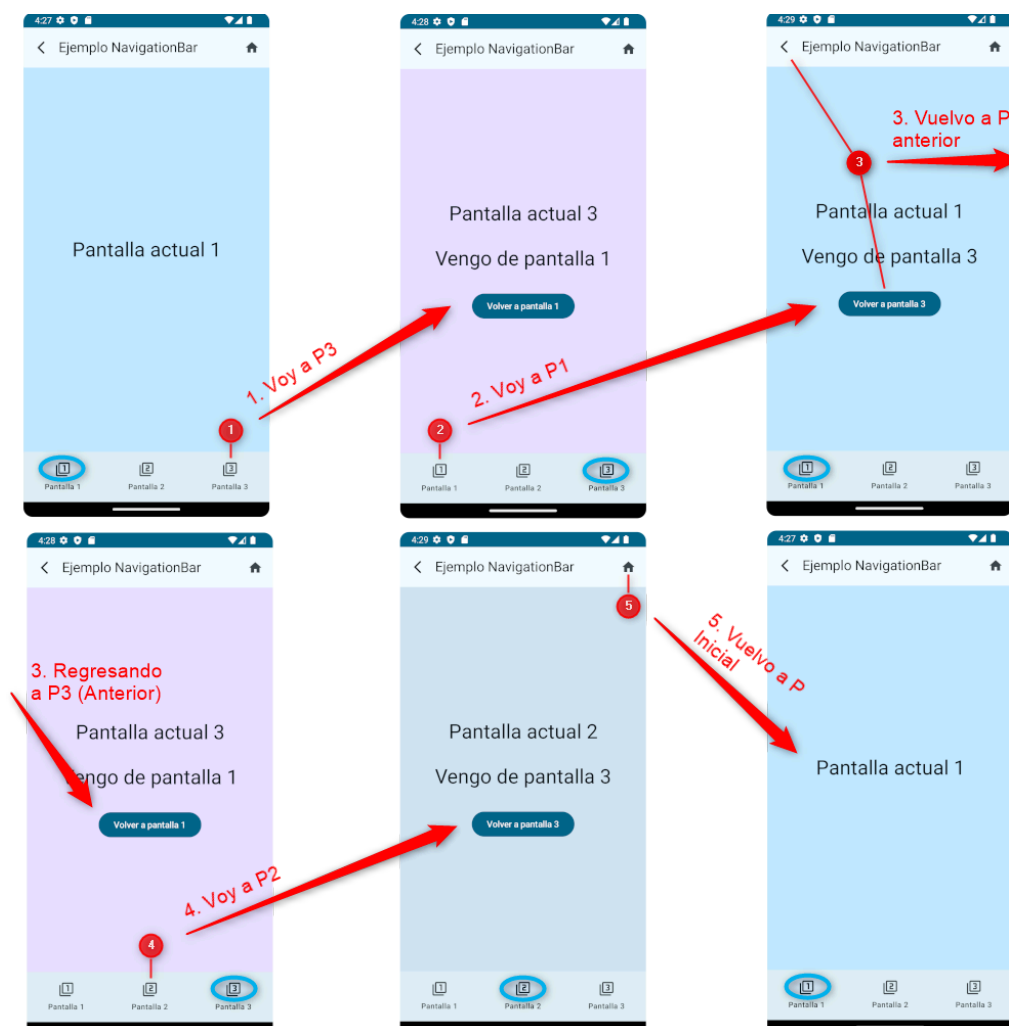 4:27
Ejemplo NavigationBar
Pantalla actual 1
1
Pantalla 1
Pantalla 2
Pantalla 3
1. Voy a P3
4:28
Ejemplo NavigationBar
Pantalla actual 3
Vengo de pantalla 1
Volver a pantalla 1
2
Pantalla 1
Pantalla 2
Pantalla 3
2. Voy a P1
4:29
Ejemplo NavigationBar
3. Vuelvo a P
anterior
3
Pantalla actual 1
Vengo de pantalla 3
Volver a pantalla 3
Pantalla 1
Pantalla 2
Pantalla 3
4:28
Ejemplo NavigationBar
3. Regresando
a P3 (Anterior)
Pantalla actual 3
Vengo de pantalla 1
Volver a pantalla 1
4
Pantalla 1
Pantalla 2
Pantalla 3
4. Voy a P2
4:29
Ejemplo NavigationBar
5
Pantalla actual 2
Vengo de pantalla 3
Volver a pantalla 3
Pantalla 1
Pantalla 2
Pantalla 3
5. Vuelvo a P
Inicial
4:27
Ejemplo NavigationBar
Pantalla actual 1
Pantalla 1
Pantalla 2
Pantalla 3